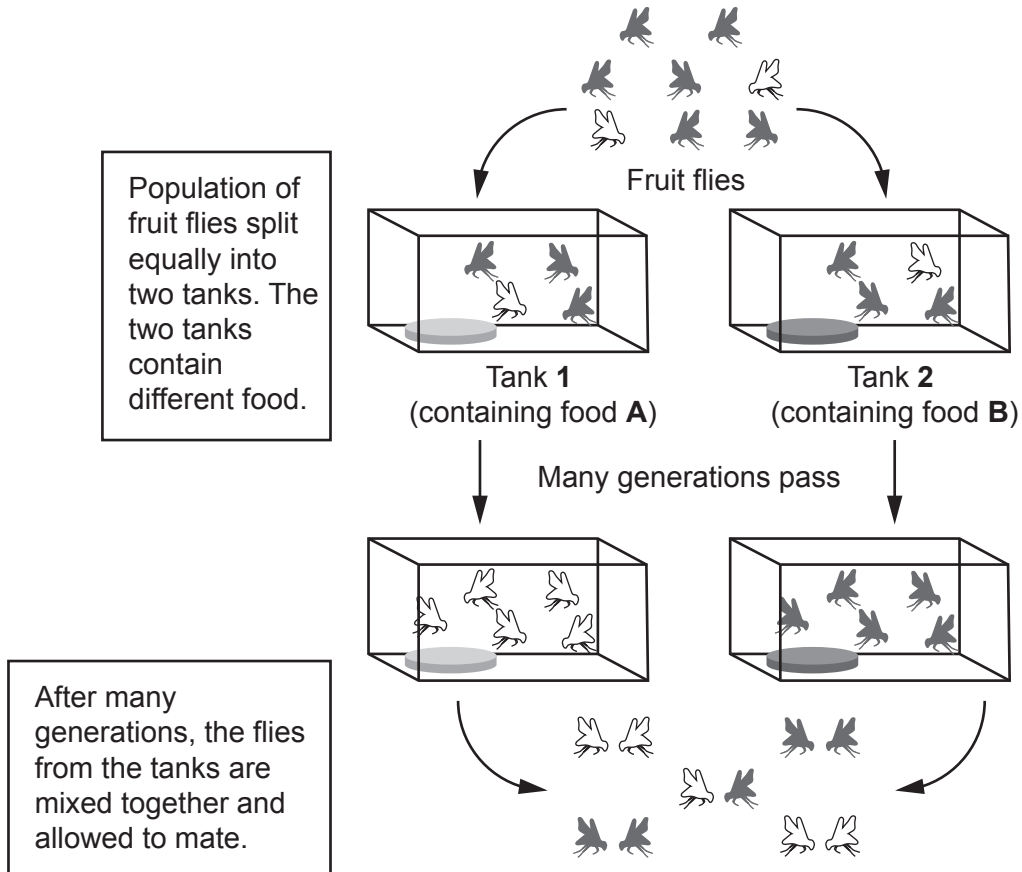 Fruit flies
Population of
fruit flies split
equally into
two tanks. The
two tanks
contain
different food.
Tank 1
(containing food A)
Tank 2
(containing food B)
Many generations pass
After many
generations, the flies
from the tanks are
mixed together and
allowed to mate.